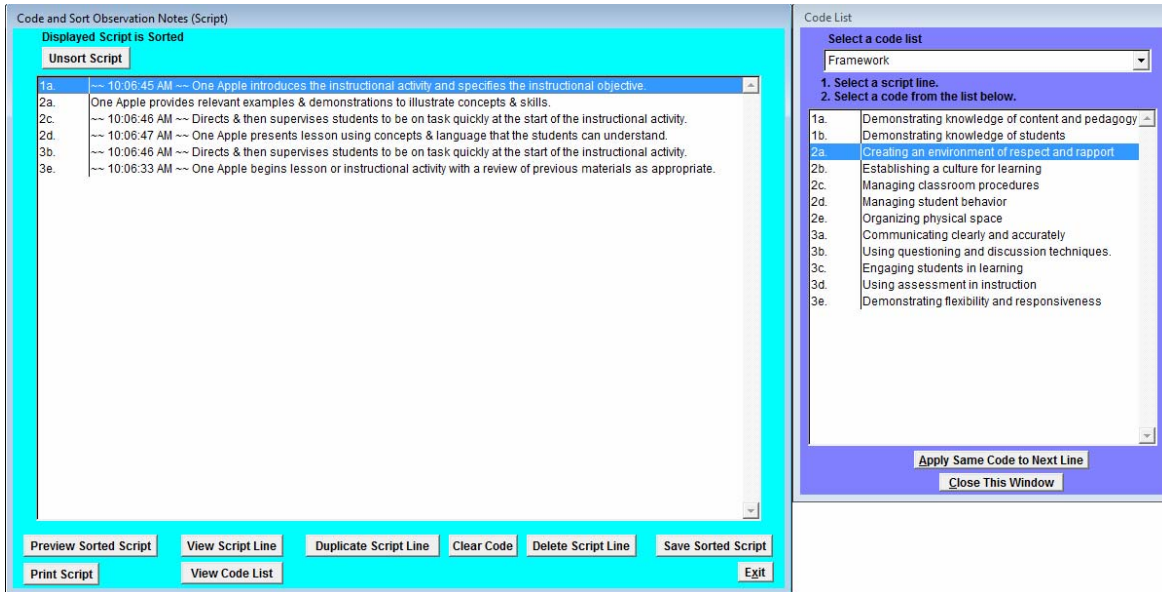 Code and Sort Observation Notes (Script)
Displayed Script is Sorted
Unsort Script
1a. ~~ 10:06:45 AM ~~ One Apple introduces the instructional activity and specifies the instructional objective.
2a. One Apple provides relevant examples & demonstrations to illustrate concepts & skills.
2c. ~~ 10:06:46 AM ~~ Directs & then supervises students to be on task quickly at the start of the instructional activity.
2d. ~~ 10:06:47 AM ~~ One Apple presents lesson using concepts & language that the students can understand.
3b. ~~ 10:06:46 AM ~~ Directs & then supervises students to be on task quickly at the start of the instructional activity.
3e. ~~ 10:06:33 AM ~~ One Apple begins lesson or instructional activity with a review of previous materials as appropriate.
Preview Sorted Script View Script Line Duplicate Script Line Clear Code Delete Script Line Save Sorted Script
Print Script View Code List Exit
Code List
Select a code list
Framework
1. Select a script line.
2. Select a code from the list below.
1a. Demonstrating knowledge of content and pedagogy
1b. Demonstrating knowledge of students
2a. Creating an environment of respect and rapport
2b. Establishing a culture for learning
2c. Managing classroom procedures
2d. Managing student behavior
2e. Organizing physical space
3a. Communicating clearly and accurately
3b. Using questioning and discussion techniques.
3c. Engaging students in learning
3d. Using assessment in instruction
3e. Demonstrating flexibility and responsiveness
Apply Same Code to Next Line
Close This Window